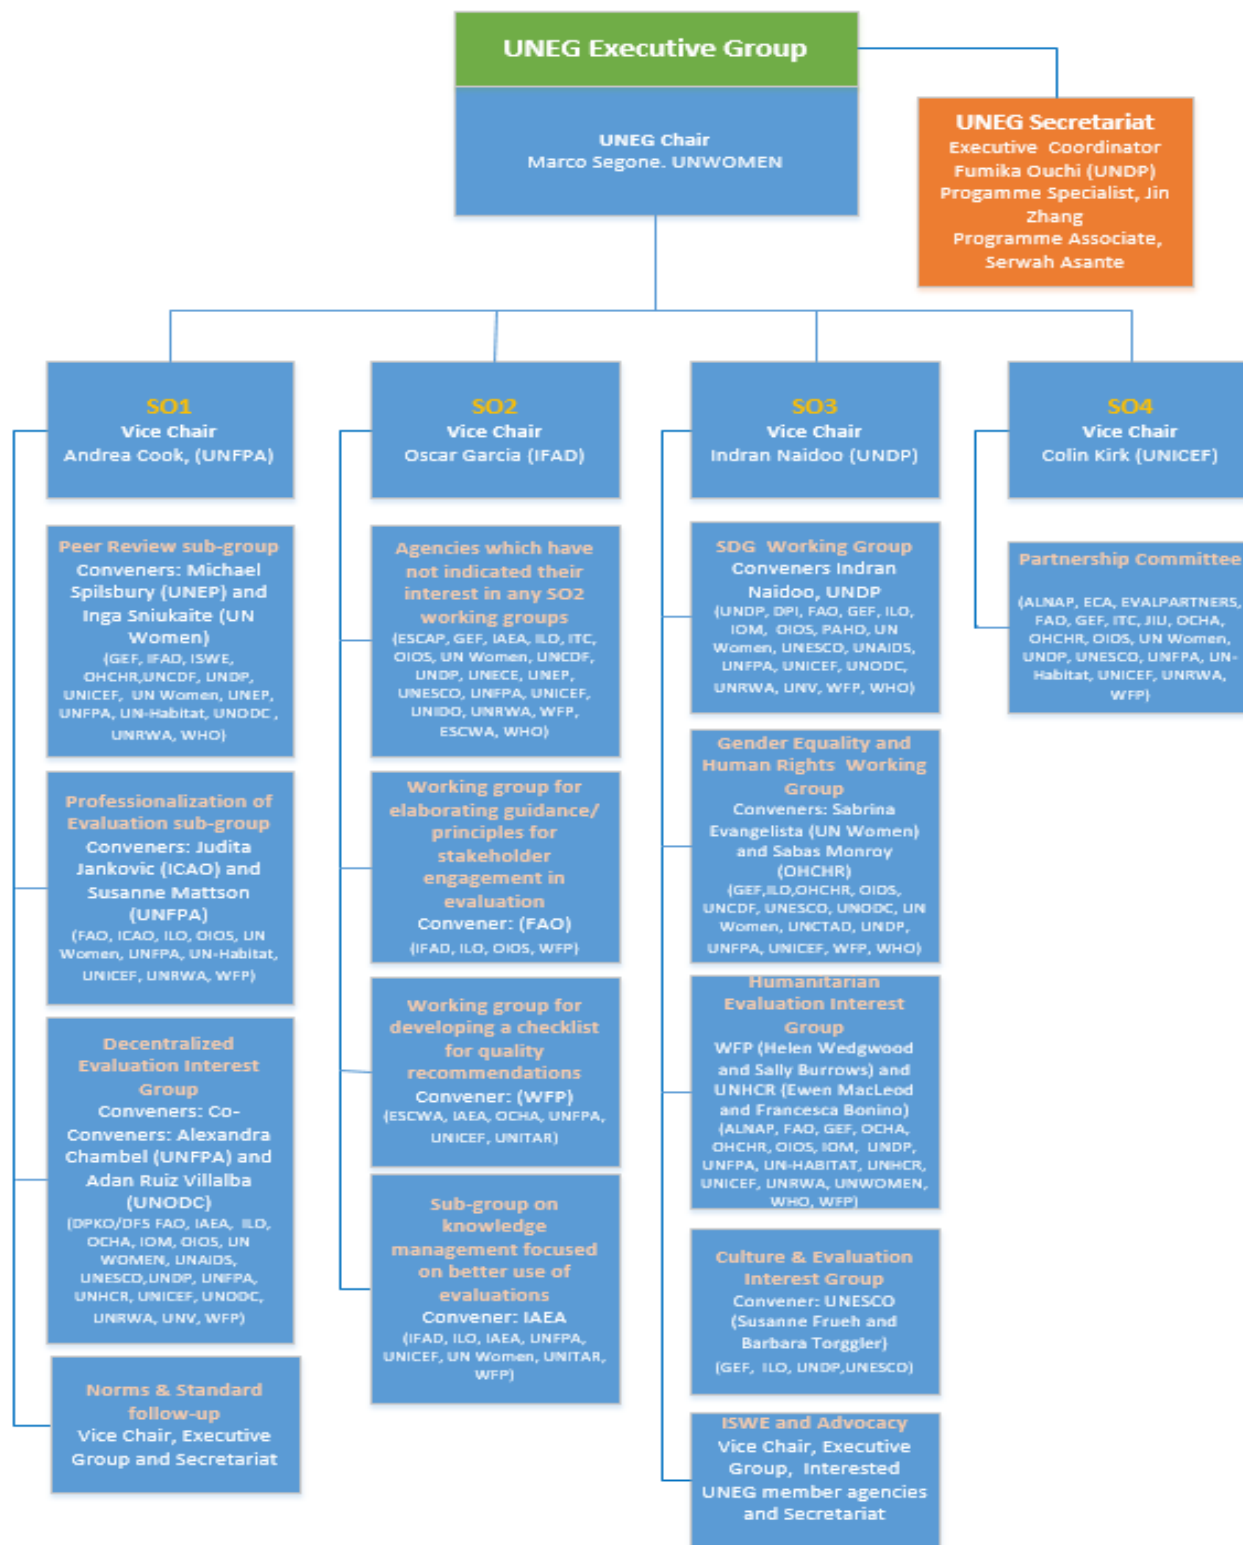 UNEG Executive Group
UNEG Chair
Marco Segone. UNWOMEN
UNEG Secretariat
Executive Coordinator
Fumika Ouchi (UNDP)
Progamme Specialist, Jin
Zhang
Programme Associate,
Serwah Asante
SO1
Vice Chair
Andrea Cook, (UNFPA)
Peer Review sub-group
Conveners: Michael
Spilsbury (UNEP) and
Inga Sniukaite (UN
Women)
(GEF, IFAD, ISWE,
OHCHR,UNCDF, UNDP,
UNICEF, UN Women, UNEP,
UNFPA, UN-Habitat, UNODC ,
UNRWA, WHO)
Professionalization of
Evaluation sub-group
Conveners: Judita
Jankovic (ICAO) and
Susanne Mattson
(UNFPA)
(FAO, ICAO, ILO, OIOS, UN
Women, UNFPA, UN-Habitat,
UNICEF, UNRWA, WFP)
Decentralized
Evaluation Interest
Group
Conveners: Co-
Conveners: Alexandra
Chambel (UNFPA) and
Adan Ruiz Villalba
(UNODC)
(DPKO/DFS FAO, IAEA, ILO,
OCHA, IOM, OIOS, UN
WOMEN, UNAIDS,
UNESCO,UNDP, UNFPA,
UNHCR, UNICEF, UNODC,
UNRWA, UNV, WFP)
Norms & Standard
follow-up
Vice Chair, Executive
Group and Secretariat
SO2
Vice Chair
Oscar Garcia (IFAD)
Agencies which have
not indicated their
interest in any SO2
working groups
(ESCAP, GEF, IAEA, ILO, ITC,
OIOS, UN Women, UNCDF,
UNDP, UNECE, UNEP,
UNESCO, UNFPA, UNICEF,
UNIDO, UNRWA, WFP,
ESCWA, WHO)
Working group for
elaborating guidance/
principles for
stakeholder
engagement in
evaluation
Convener: (FAO)
(IFAD, ILO, OIOS, WFP)
Working group for
developing a checklist
for quality
recommendations
Convener: (WFP)
(ESCWA, IAEA, OCHA, UNFPA,
UNICEF, UNITAR)
Sub-group on
knowledge
management focused
on better use of
evaluations
Convener: IAEA
(IFAD, ILO, IAEA, UNFPA,
UNICEF, UN Women, UNITAR,
WFP)
SO3
Vice Chair
Indran Naidoo (UNDP)
SDG Working Group
Conveners Indran
Naidoo, UNDP
(UNDP, DPI, FAO, GEF, ILO,
IOM, OIOS, PAHO, UN
Women, UNESCO, UNAIDS,
UNFPA, UNICEF, UNODC,
UNRWA, UNV, WFP, WHO)
Gender Equality and
Human Rights Working
Group
Conveners: Sabrina
Evangelista (UN Women)
and Sabas Monroy
(OHCHR)
(GEF,ILO,OHCHR, OIOS,
UNCDF, UNESCO, UNODC, UN
Women, UNCTAD, UNDP,
UNFPA, UNICEF, WFP, WHO)
Humanitarian
Evaluation Interest
Group
WFP (Helen Wedgwood
and Sally Burrows) and
UNHCR (Ewen MacLeod
and Francesca Bonino)
(ALNAP, FAO, GEF, OCHA,
OHCHR, OIOS, IOM, UNDP,
UNFPA, UN-HABITAT, UNHCR,
UNICEF, UNRWA, UNWOMEN,
WHO, WFP)
Culture & Evaluation
Interest Group
Convener: UNESCO
(Susanne Frueh and
Barbara Torggler)
(GEF, ILO, UNDP,UNESCO)
ISWE and Advocacy
Vice Chair, Executive
Group, Interested
UNEG member agencies
and Secretariat
SO4
Vice Chair
Colin Kirk (UNICEF)
Partnership Committee
(ALNAP, ECA, EVALPARTNERS,
FAO, GEF, ITC, JIU, OCHA,
OHCHR, OIOS, UN Women,
UNDP, UNESCO, UNFPA, UN-
Habitat, UNICEF, UNRWA,
WFP)